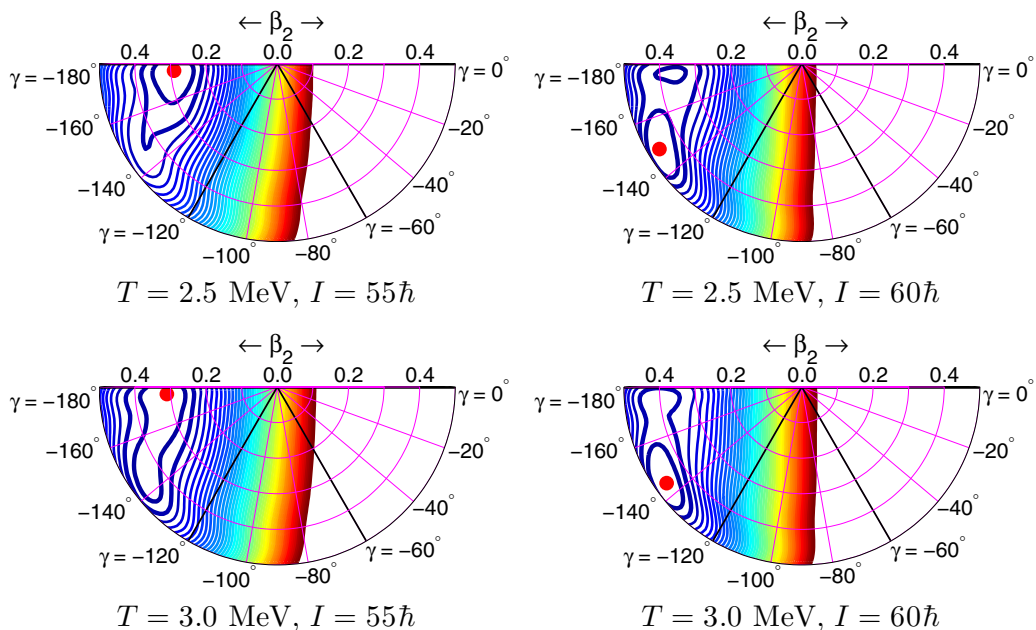 ← β₂ →
0.4 0.2 0.0 0.2 0.4
γ = −180° γ = 0°
−160° −20°
−140° −40°
γ = −120° γ = −60°
−100° −80°
T = 2.5 MeV, I = 55ħ
← β₂ →
0.4 0.2 0.0 0.2 0.4
γ = −180° γ = 0°
−160° −20°
−140° −40°
γ = −120° γ = −60°
−100° −80°
T = 2.5 MeV, I = 60ħ
← β₂ →
0.4 0.2 0.0 0.2 0.4
γ = −180° γ = 0°
−160° −20°
−140° −40°
γ = −120° γ = −60°
−100° −80°
T = 3.0 MeV, I = 55ħ
← β₂ →
0.4 0.2 0.0 0.2 0.4
γ = −180° γ = 0°
−160° −20°
−140° −40°
γ = −120° γ = −60°
−100° −80°
T = 3.0 MeV, I = 60ħ